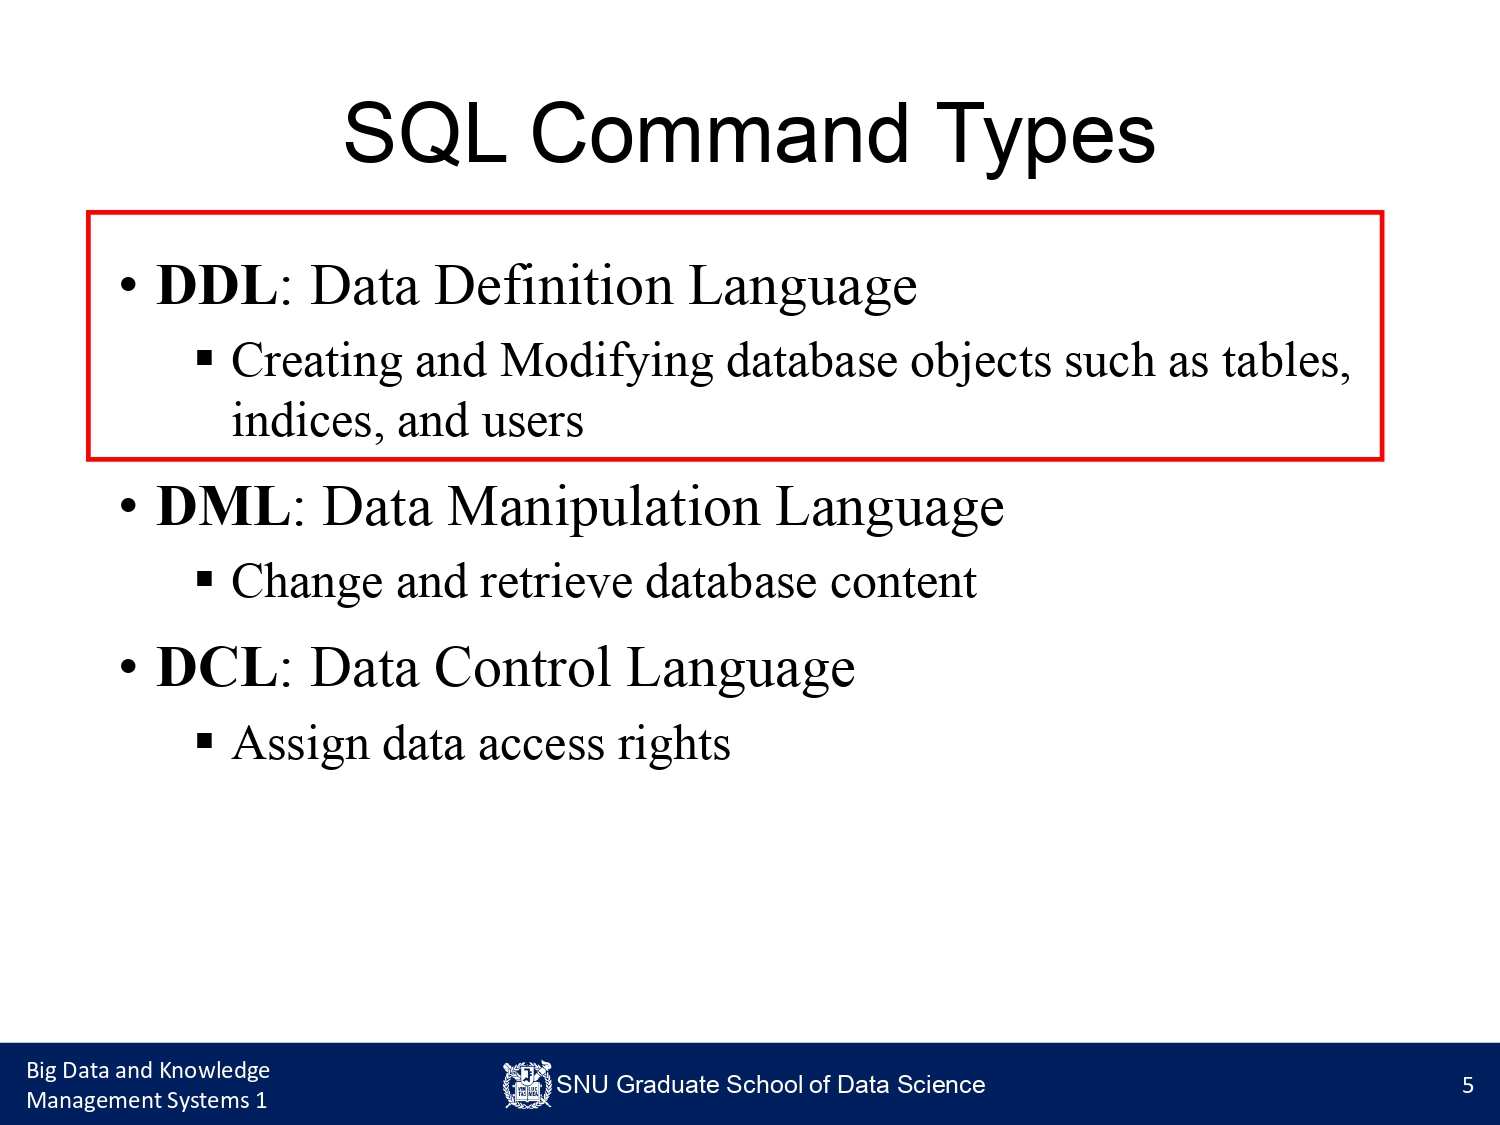 SQL Command Types
• DDL: Data Definition Language
▪ Creating and Modifying database objects such as tables,
indices, and users
• DML: Data Manipulation Language
▪ Change and retrieve database content
• DCL: Data Control Language
▪ Assign data access rights
Big Data and Knowledge
Management Systems 1
SNU Graduate School of Data Science
5